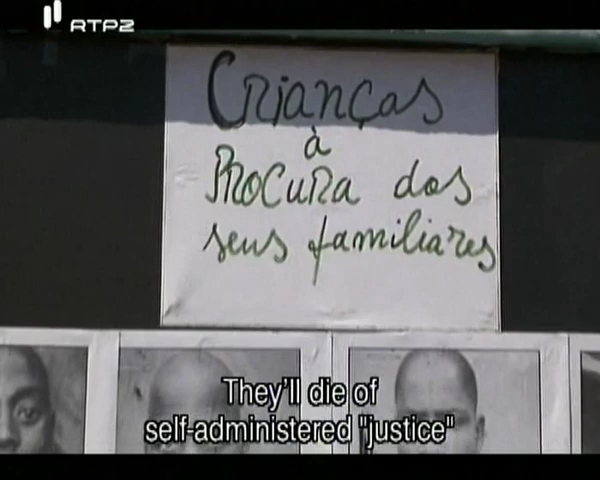 RTP2
Crianças
à
Procura dos
seus familiares
They'll die of
self-administered "justice"